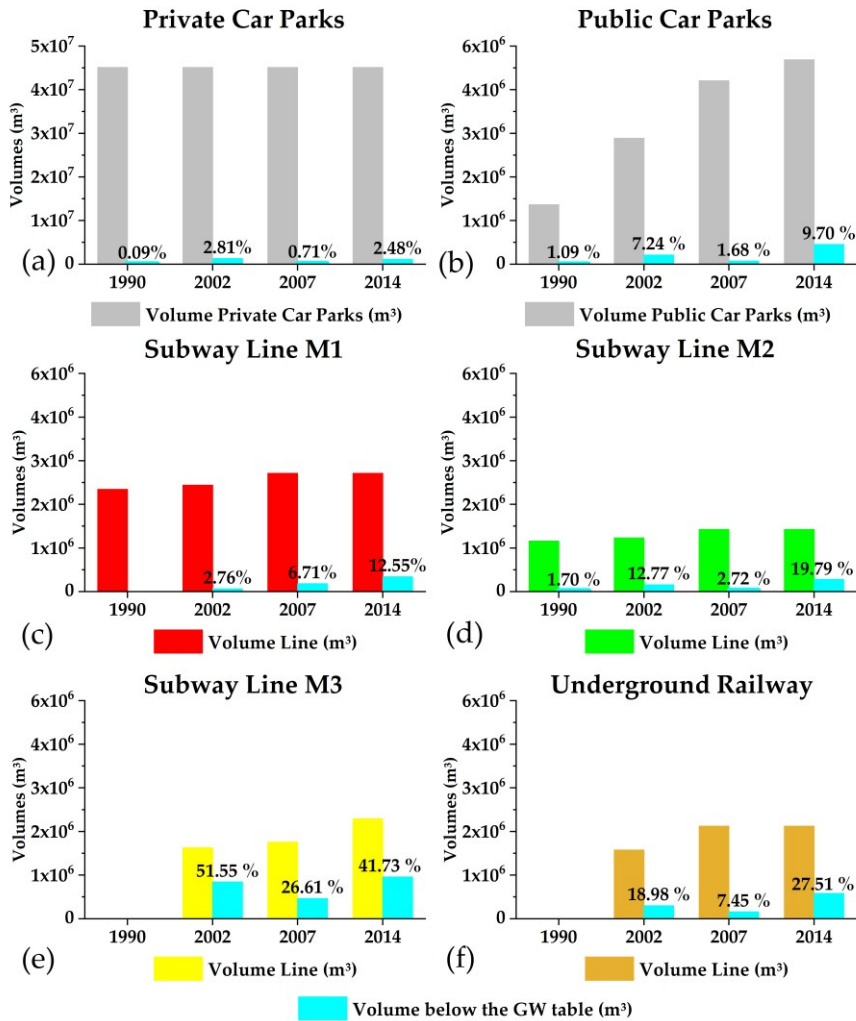 Private Car Parks
Volumes (m³)
5x10⁷
4x10⁷
3x10⁷
2x10⁷
1x10⁷
0
0.09%
2.81%
0.71%
2.48%
(a)
1990 2002 2007 2014
Volume Private Car Parks (m³)
Public Car Parks
Volumes (m³)
6x10⁶
4x10⁶
3x10⁶
2x10⁶
1x10⁶
0
1.09%
7.24 %
1.68%
9.70 %
(b)
1990 2002 2007 2014
Volume Public Car Parks (m³)
Subway Line M1
Volumes (m³)
6x10⁶
4x10⁶
3x10⁶
2x10⁶
1x10⁶
0
2.76%
6.71%
12.55%
(c)
1990 2002 2007 2014
Volume Line (m³)
Subway Line M2
Volumes (m³)
6x10⁶
4x10⁶
3x10⁶
2x10⁶
1x10⁶
0
1.70 %
12.77 %
2.72 %
19.79 %
(d)
1990 2002 2007 2014
Volume Line (m³)
Subway Line M3
Volumes (m³)
6x10⁶
4x10⁶
3x10⁶
2x10⁶
1x10⁶
0
51.55 %
26.61 %
41.73 %
(e)
1990 2002 2007 2014
Volume Line (m³)
Underground Railway
Volumes (m³)
6x10⁶
4x10⁶
3x10⁶
2x10⁶
1x10⁶
0
18.98 %
7.45 %
27.51 %
(f)
1990 2002 2007 2014
Volume Line (m³)
Volume below the GW table (m³)